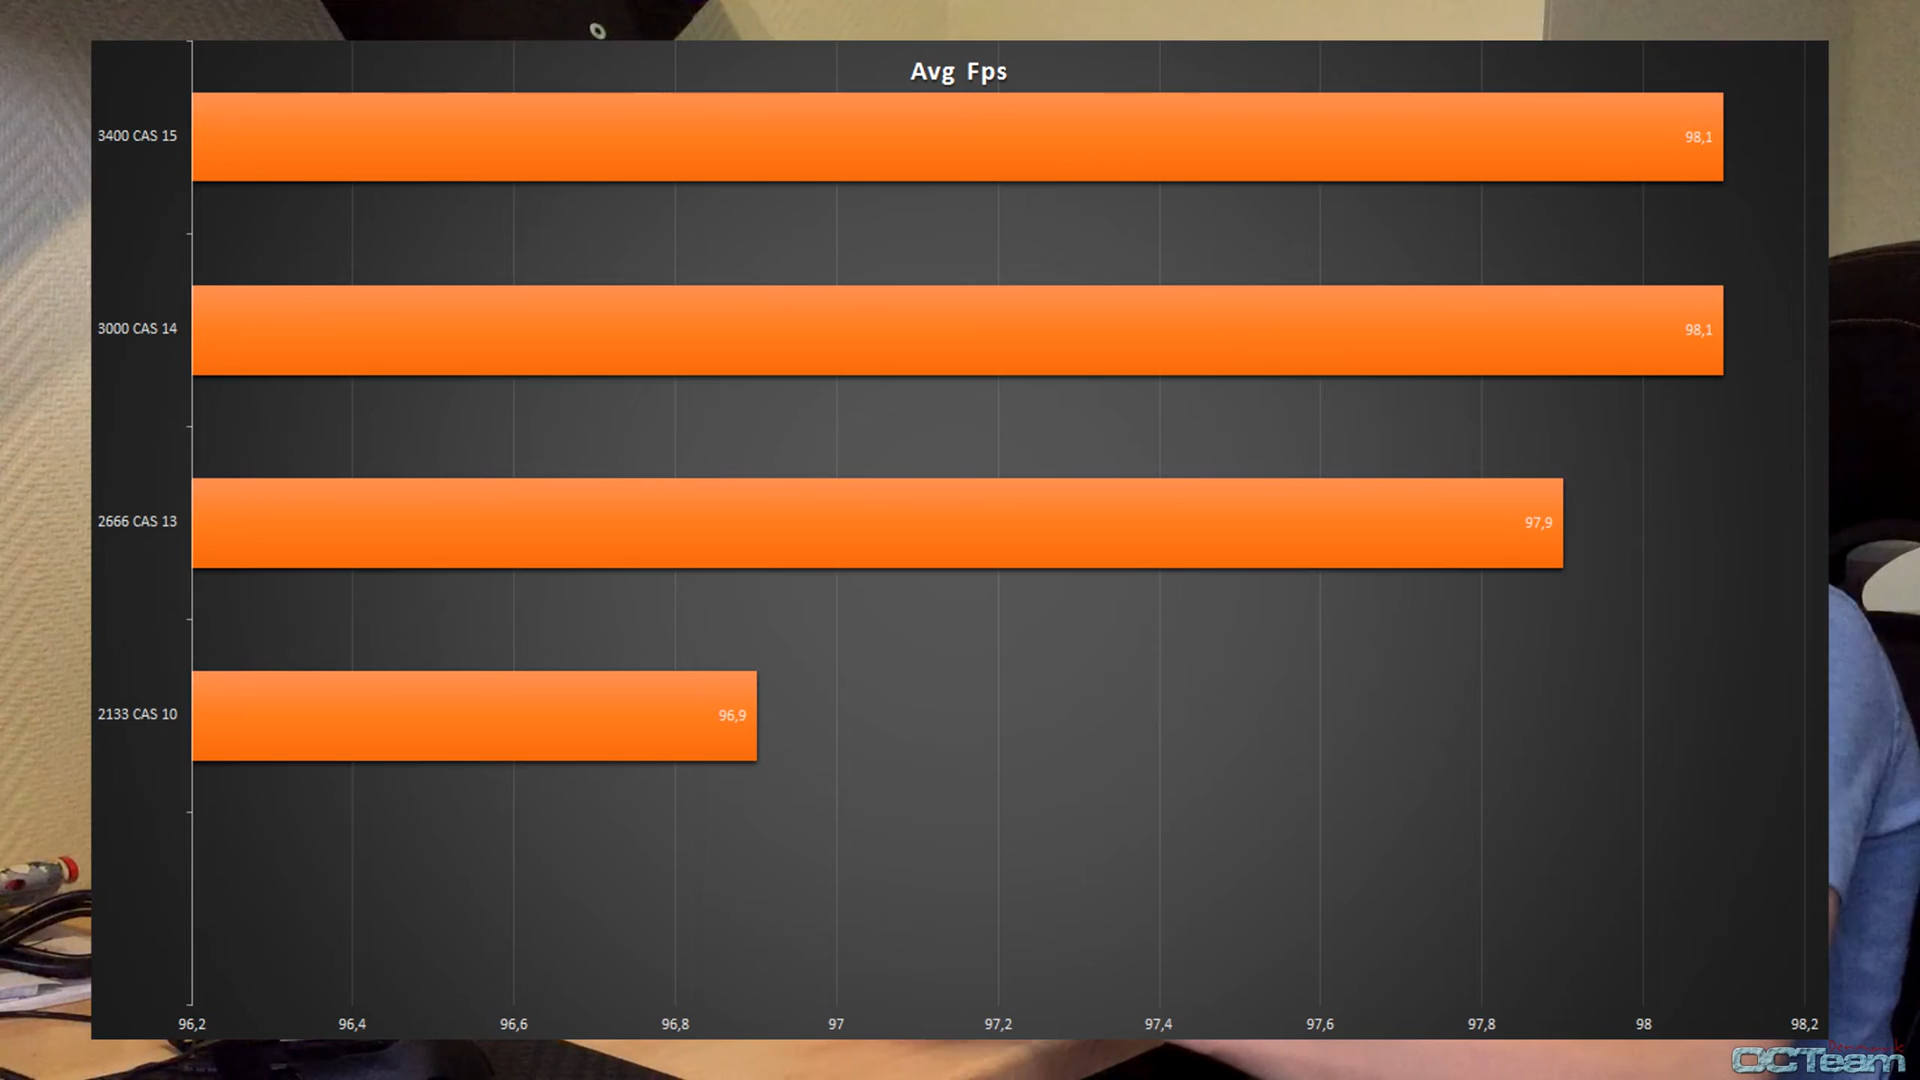 Avg Fps
3400 CAS 15
98,1
3000 CAS 14
98,1
2666 CAS 13
97,9
2133 CAS 10
96,9
96,2 96,4 96,6 96,8 97 97,2 97,4 97,6 97,8 98 98,2
Denmark
OCTeam